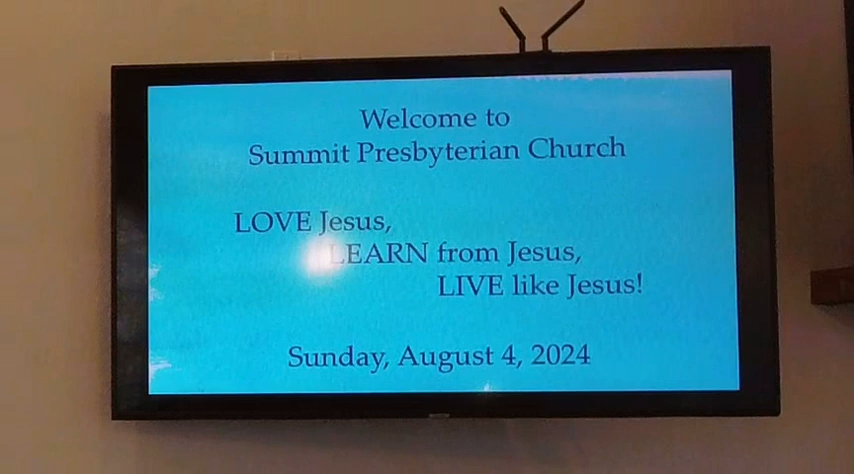 Welcome to
Summit Presbyterian Church
LOVE Jesus,
LEARN from Jesus,
LIVE like Jesus!
Sunday, August 4, 2024